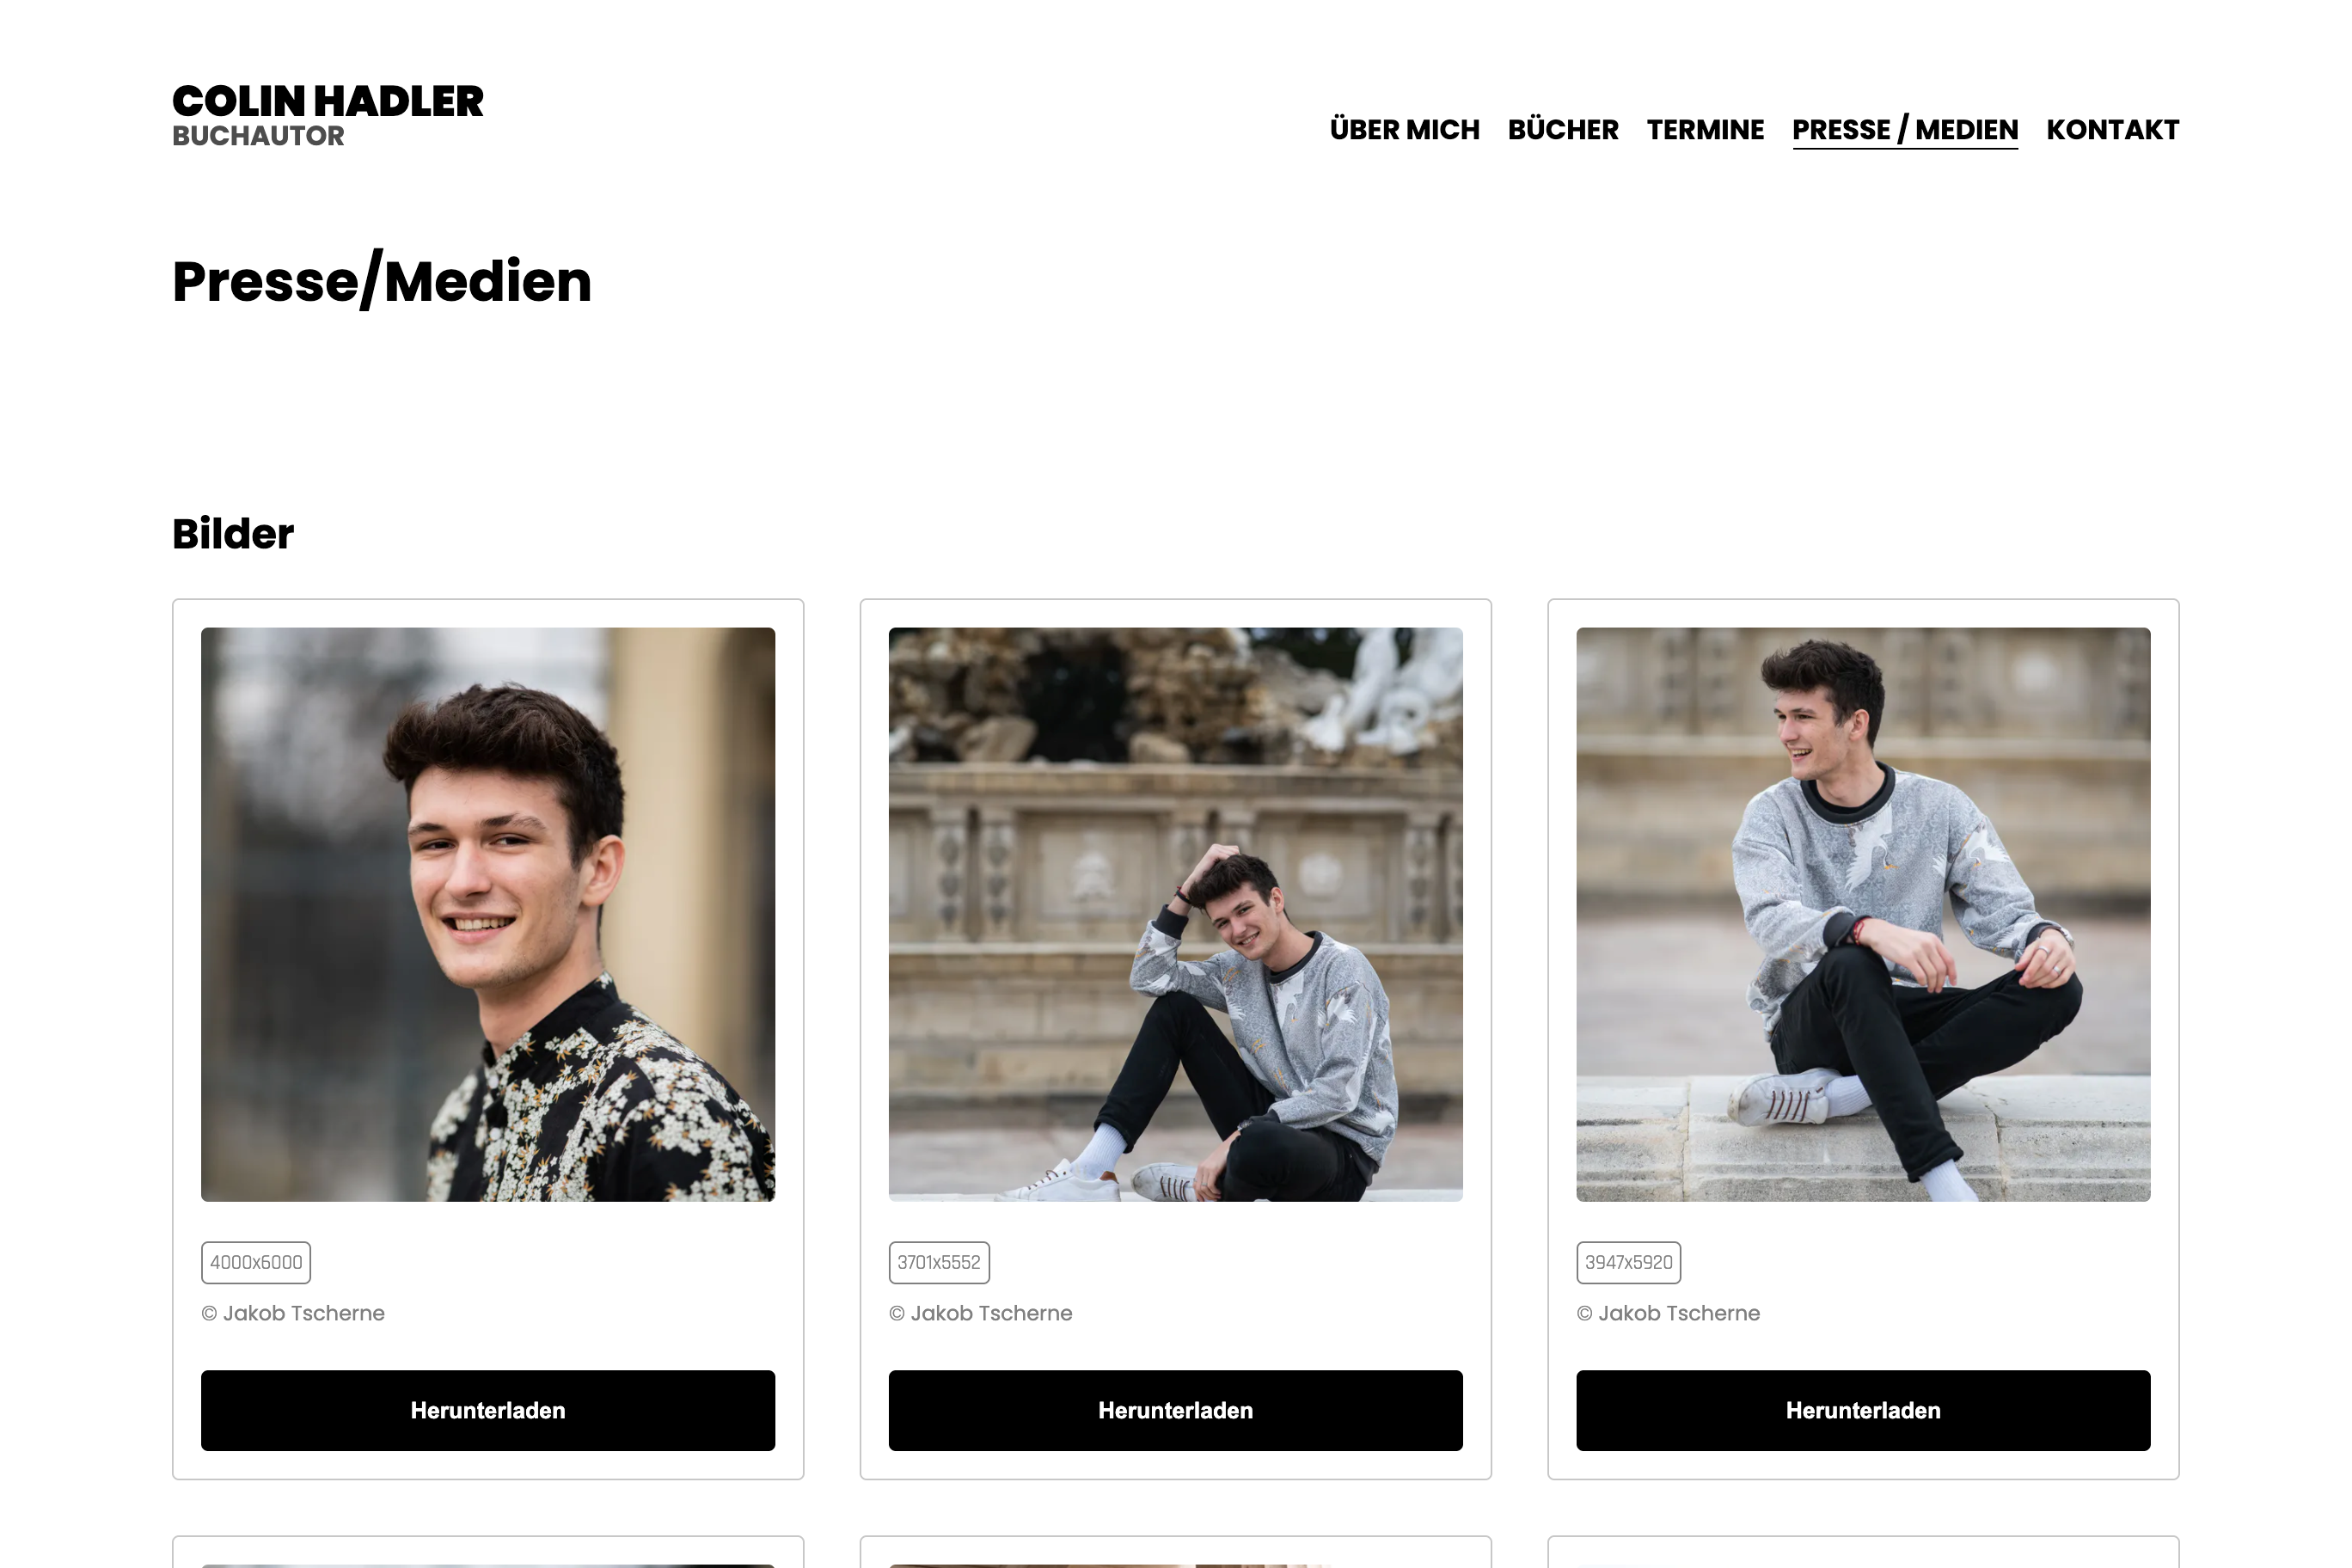 COLIN HADLER
BUCHAUTOR
ÜBER MICH BÜCHER TERMINE PRESSE / MEDIEN KONTAKT
Presse/Medien
Bilder
4000x6000
© Jakob Tscherne
Herunterladen
3701x5552
© Jakob Tscherne
Herunterladen
3947x5920
© Jakob Tscherne
Herunterladen